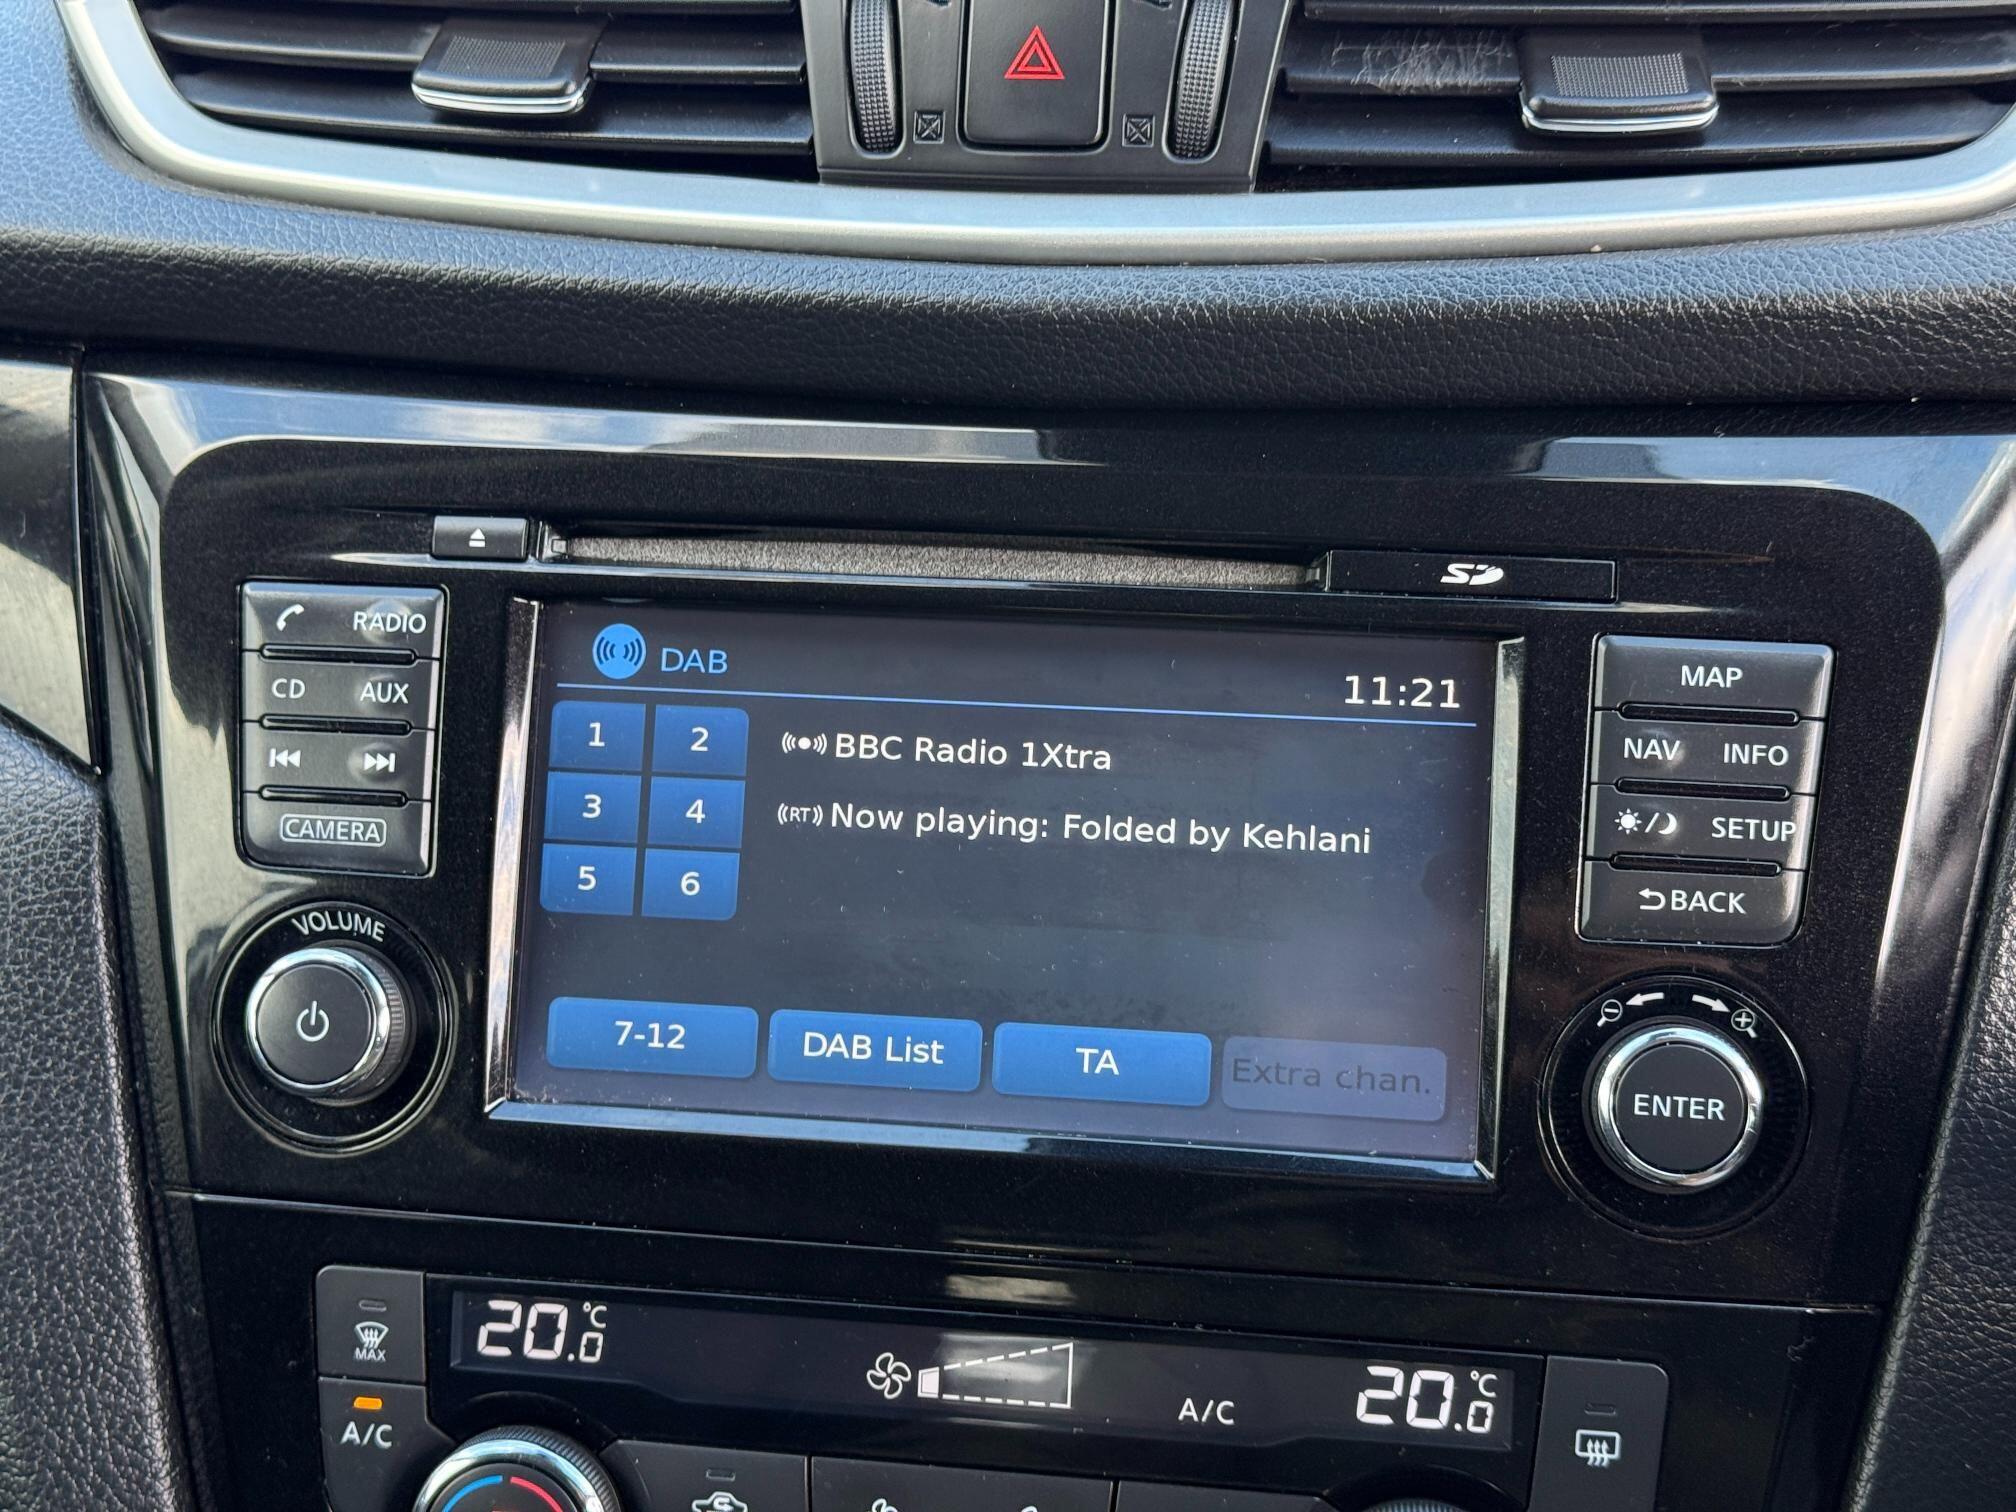 RADIO
CD AUX
CAMERA
VOLUME
SD
DAB
11:21
1 2
BBC Radio 1Xtra
3 4
(RT) Now playing: Folded by Kehlani
5 6
7-12 DAB List TA Extra chan.
MAP
NAV INFO
SETUP
BACK
ENTER
MAX
A/C
20.0 °C
A/C
20.0 °C